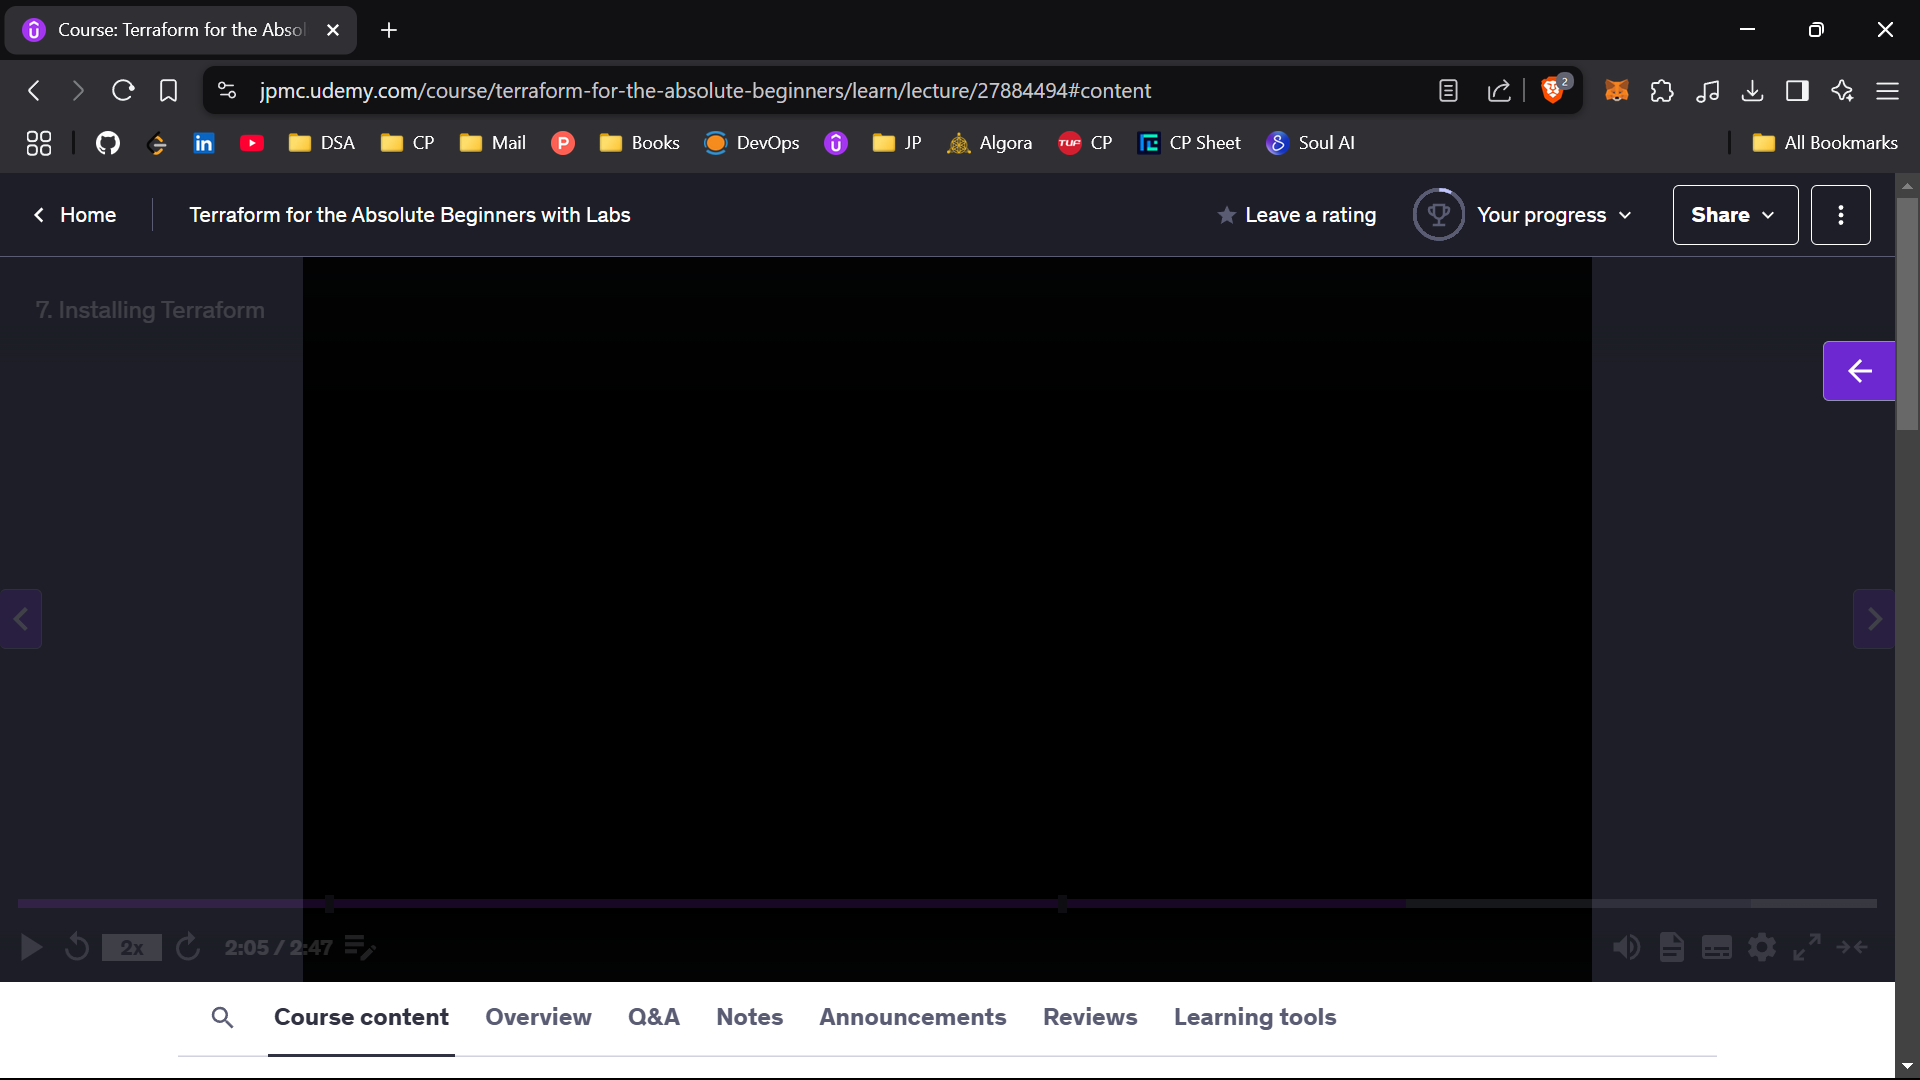 Course: Terraform for the Absol
jpmc.udemy.com/course/terraform-for-the-absolute-beginners/learn/lecture/27884494#content
2
DSA
CP
Mail
P
Books
DevOps
JP
Algora
TUF
CP
CP Sheet
Soul AI
All Bookmarks
Home
Terraform for the Absolute Beginners with Labs
Leave a rating
Your progress
Share
7. Installing Terraform
2x
2:05 / 2:47
Course content
Overview
Q&A
Notes
Announcements
Reviews
Learning tools